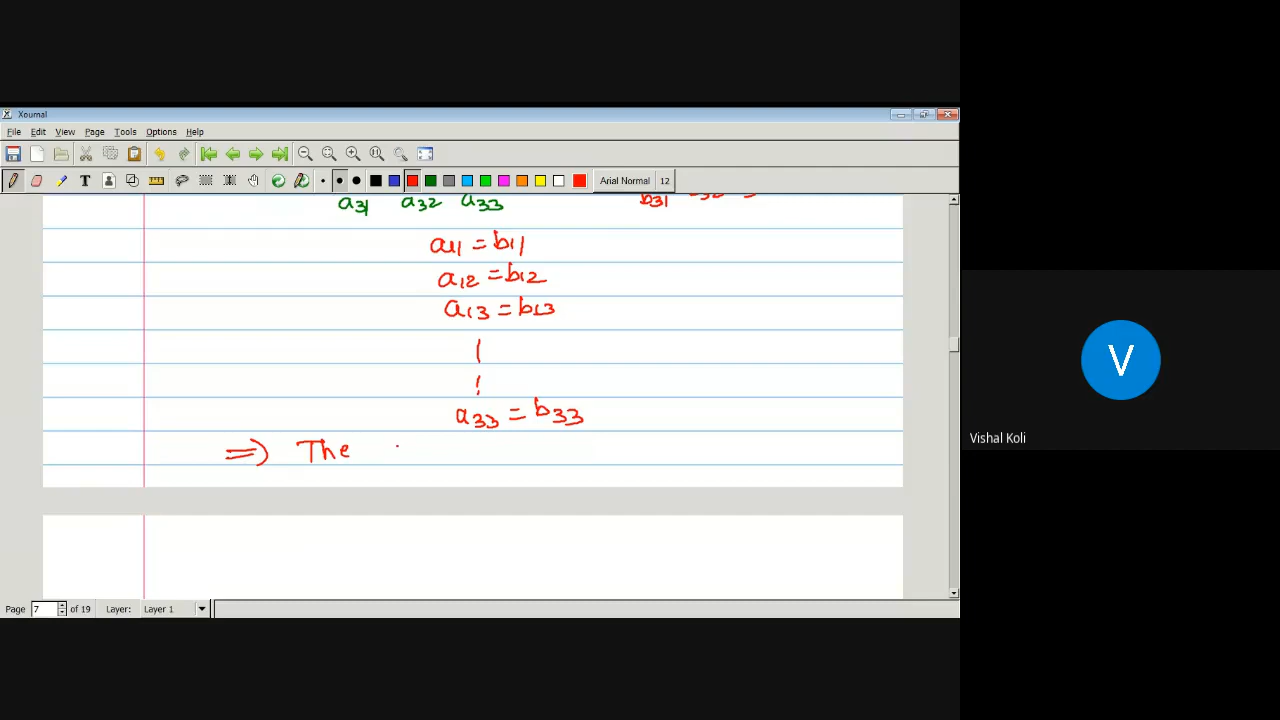 Xournal
File Edit View Page Tools Options Help
T Arial Normal 12
a31 a32 a33 b31
a11 = b11
a12 = b12
a13 = b13
a33 = b33
⇒ The
V
Vishal Koli
Page 7 of 19 Layer: Layer 1